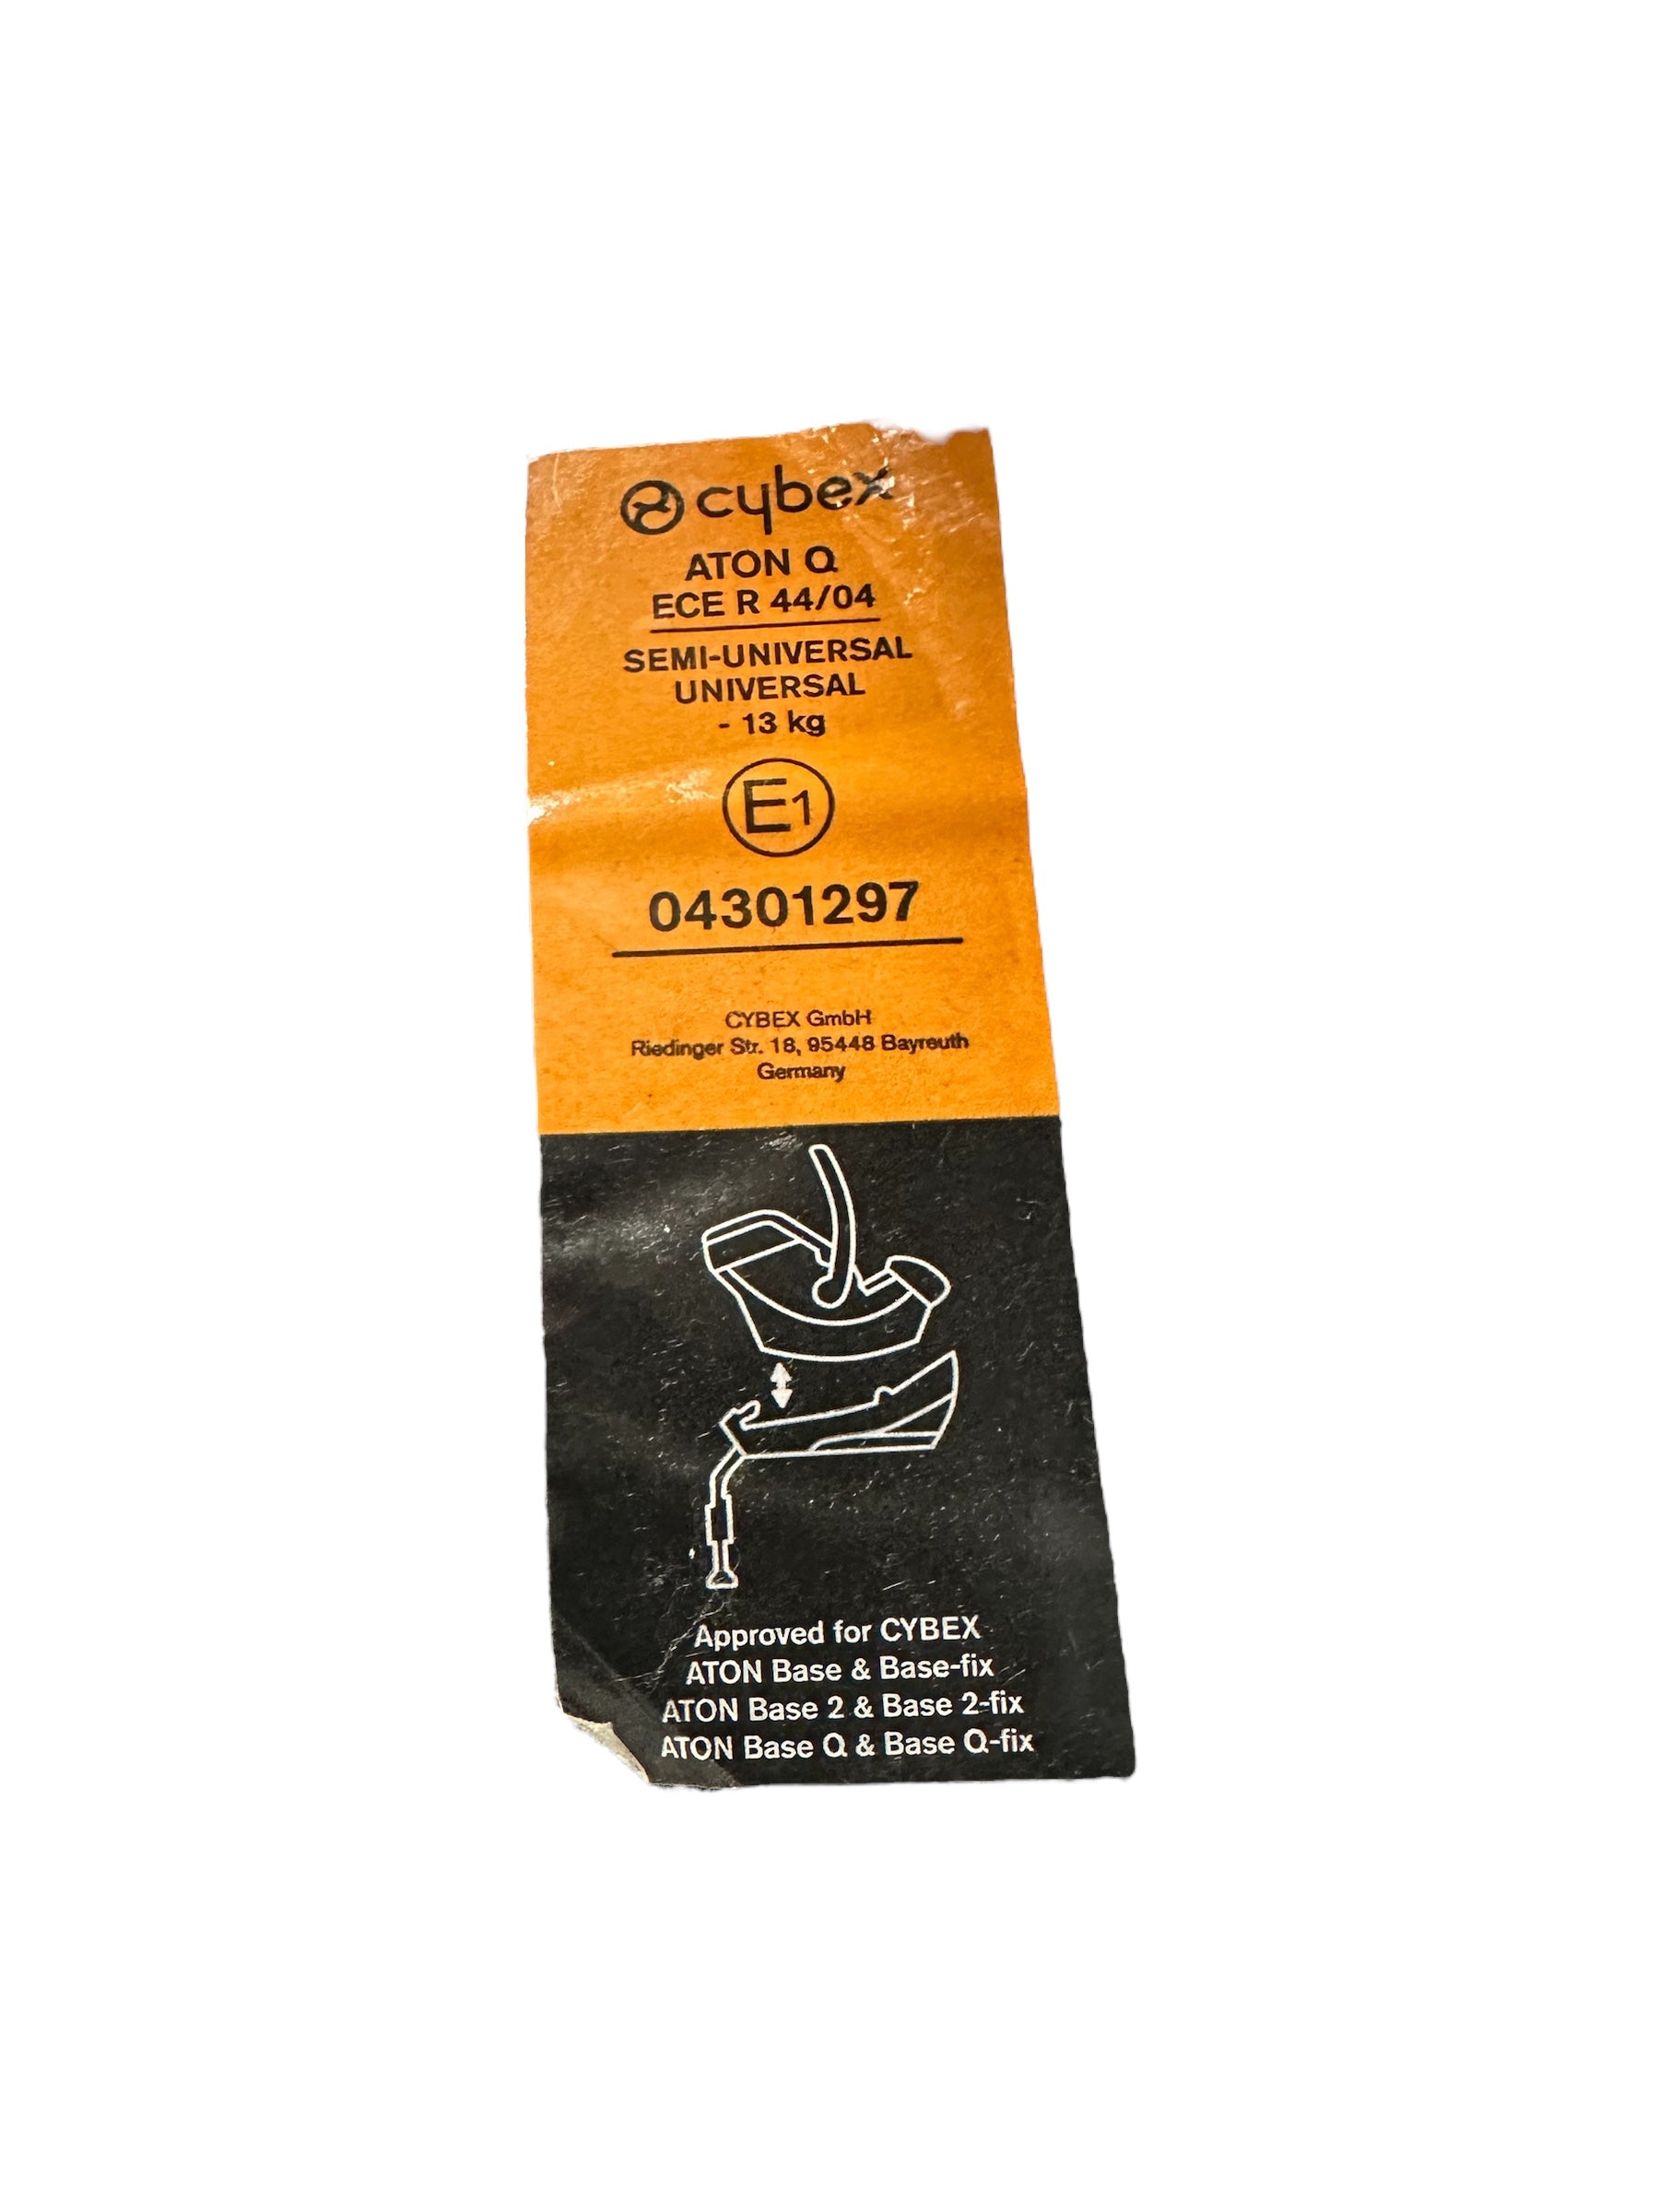 cybex
ATON Q
ECE R 44/04
SEMI-UNIVERSAL
UNIVERSAL
- 13 kg
E1
04301297
CYBEX GmbH
Riedinger Str. 18, 95448 Bayreuth
Germany
Approved for CYBEX
ATON Base & Base-fix
ATON Base 2 & Base 2-fix
ATON Base Q & Base Q-fix